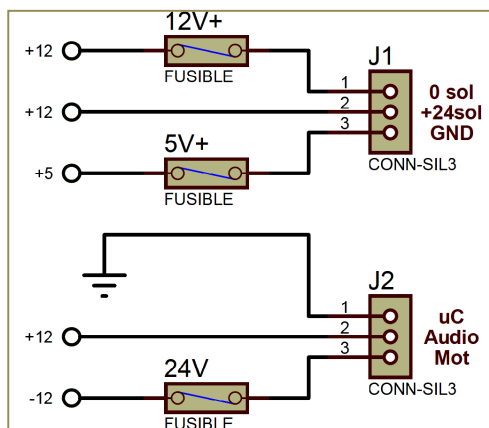 12V+
+12
FUSIBLE
J1
1
0 sol
+12
2
+24sol
3
GND
5V+
CONN-SIL3
+5
FUSIBLE
J2
1
uC
+12
2
Audio
3
Mot
24V
CONN-SIL3
-12
FUSIBLE